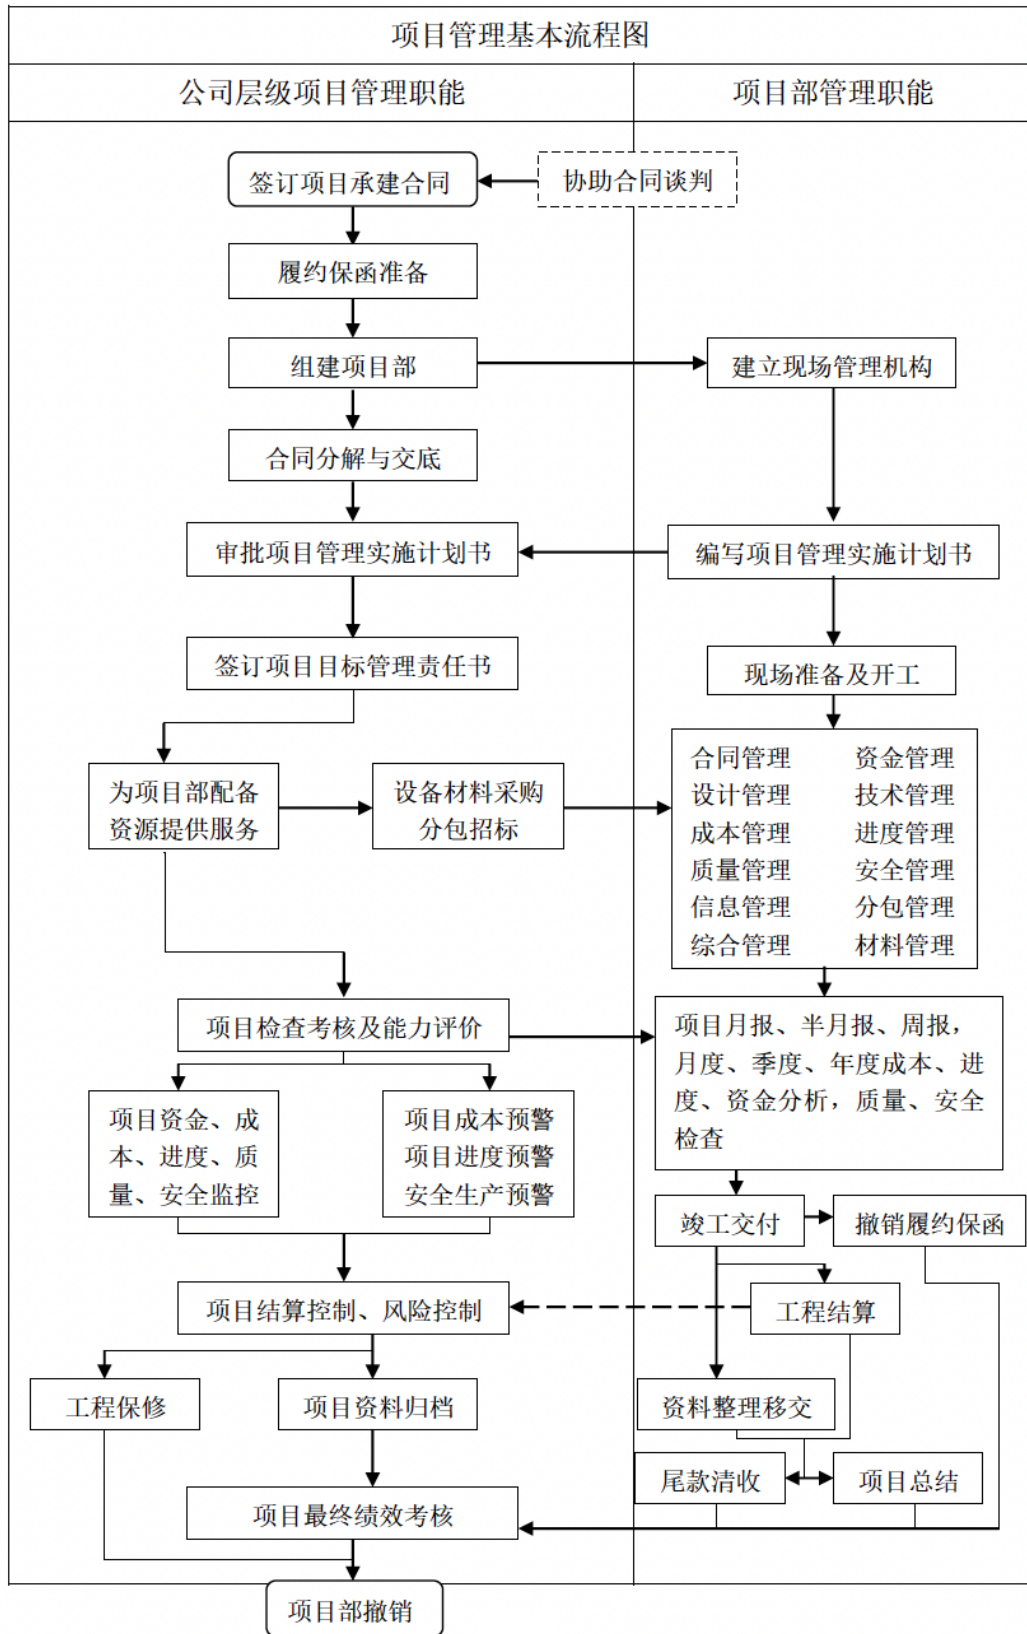 项目管理基本流程图
公司层级项目管理职能
项目部管理职能
签订项目承建合同
协助合同谈判
履约保函准备
组建项目部
建立现场管理机构
合同分解与交底
审批项目管理实施计划书
编写项目管理实施计划书
签订项目目标管理责任书
现场准备及开工
为项目部配备
资源提供服务
设备材料采购
分包招标
合同管理 资金管理
设计管理 技术管理
成本管理 进度管理
质量管理 安全管理
信息管理 分包管理
综合管理 材料管理
项目检查考核及能力评价
项目月报、半月报、周报，
月度、季度、年度成本、进
度、资金分析，质量、安全
检查
项目资金、成
本、进度、质
量、安全监控
项目成本预警
项目进度预警
安全生产预警
竣工交付
撤销履约保函
项目结算控制、风险控制
工程结算
工程保修
项目资料归档
资料整理移交
尾款清收
项目总结
项目最终绩效考核
项目部撤销